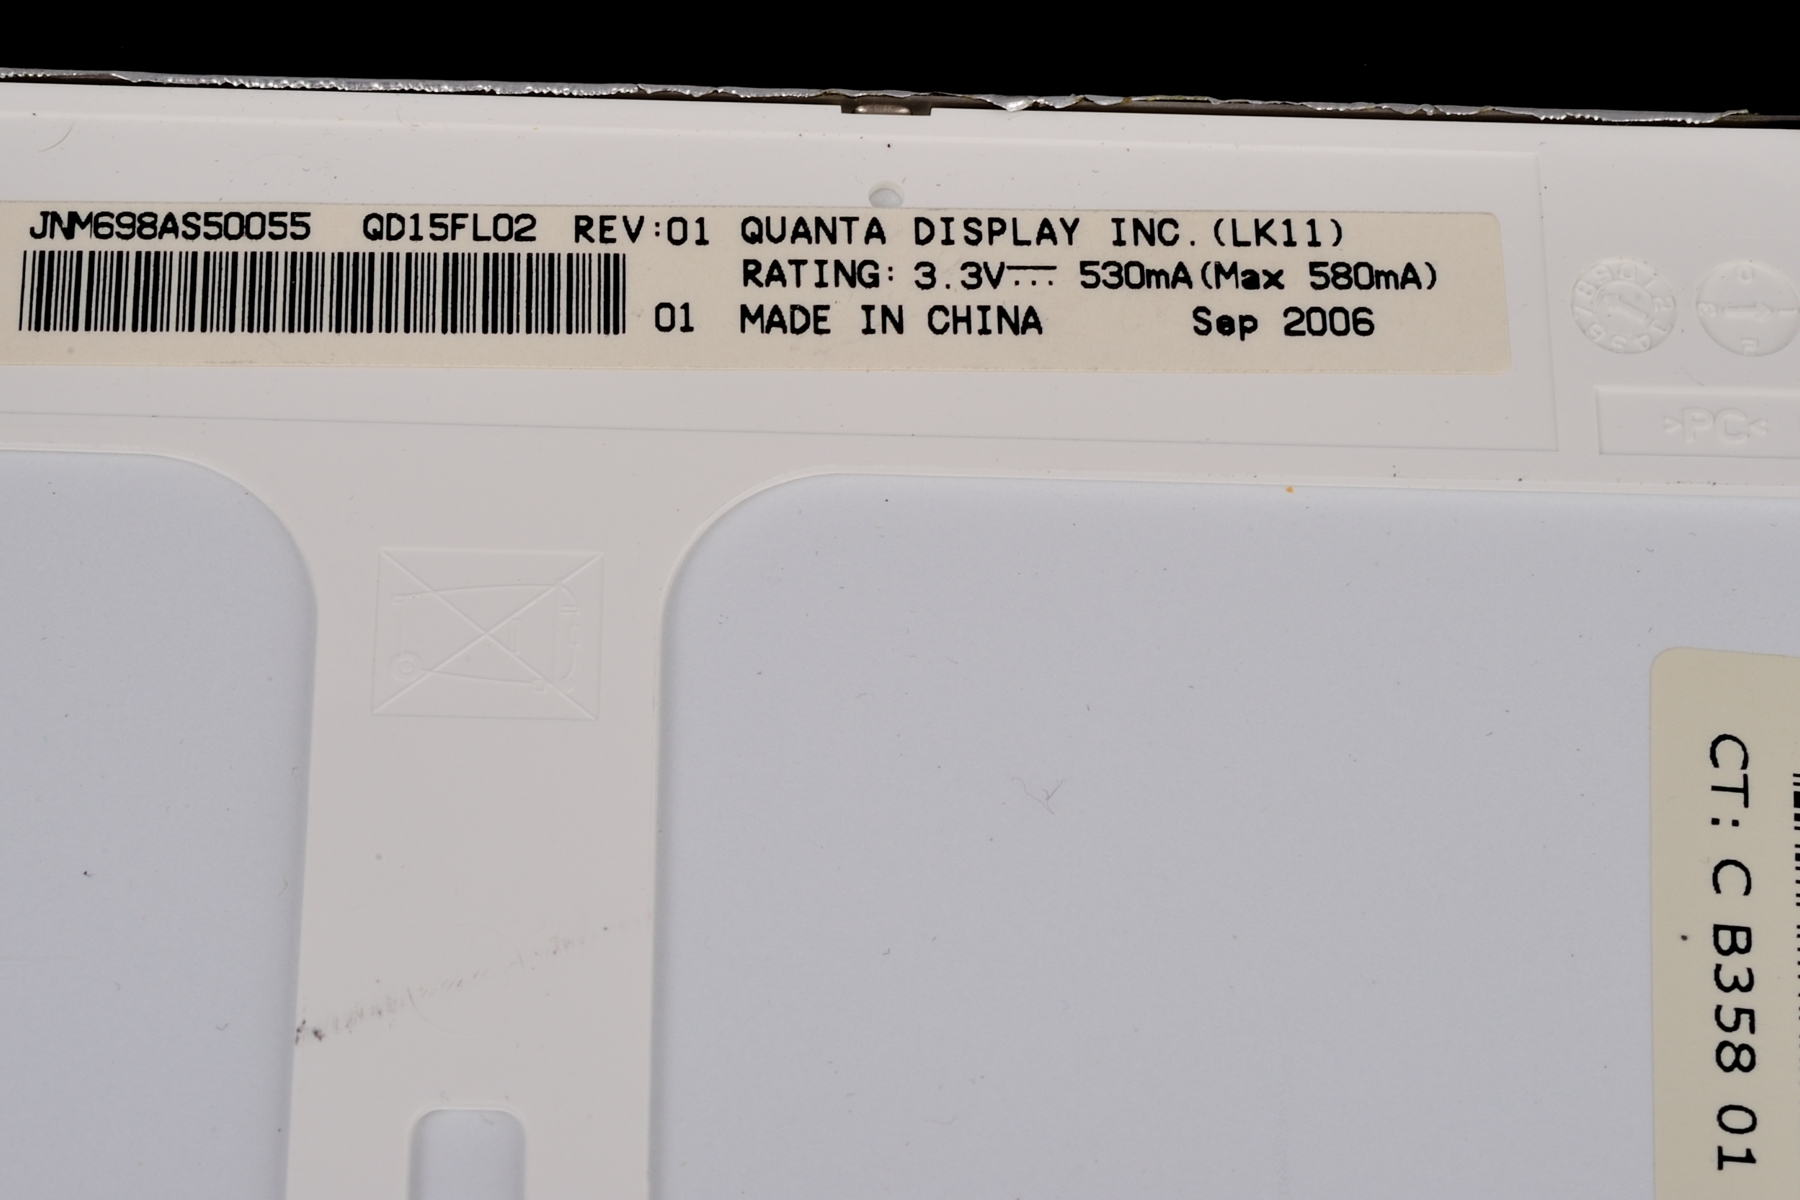 JNM698AS50055 QD15FL02 REV:01 QUANTA DISPLAY INC.(LK11)
RATING: 3.3V⎓ 530mA(Max 580mA)
01 MADE IN CHINA Sep 2006
>PC<
CT: C B358 01